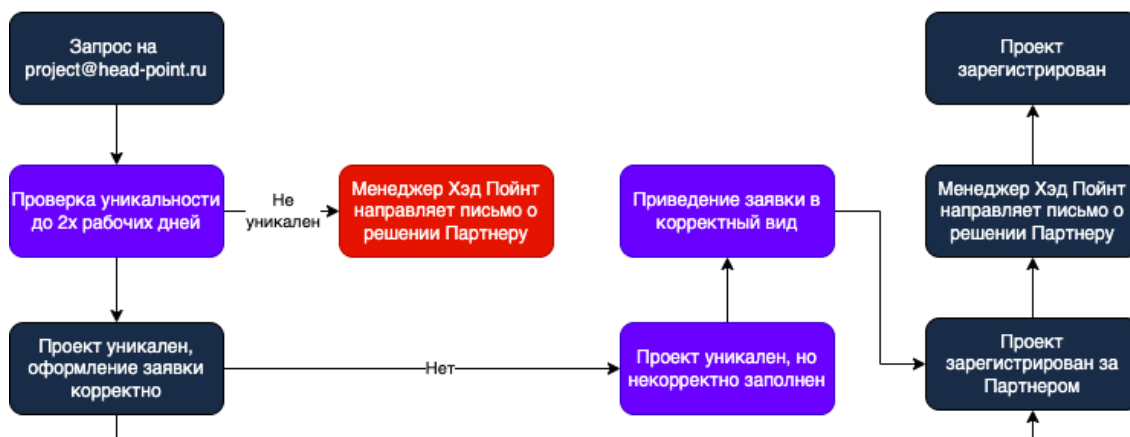 Запрос на
project@head-point.ru
Проект
зарегистрирован
Проверка уникальности
до 2х рабочих дней
Не
уникален
Менеджер Хэд Пойнт
направляет письмо о
решении Партнеру
Приведение заявки в
корректный вид
Менеджер Хэд Пойнт
направляет письмо о
решении Партнеру
Проект уникален,
оформление заявки
корректно
Нет
Проект уникален, но
некорректно заполнен
Проект
зарегистрирован за
Партнером